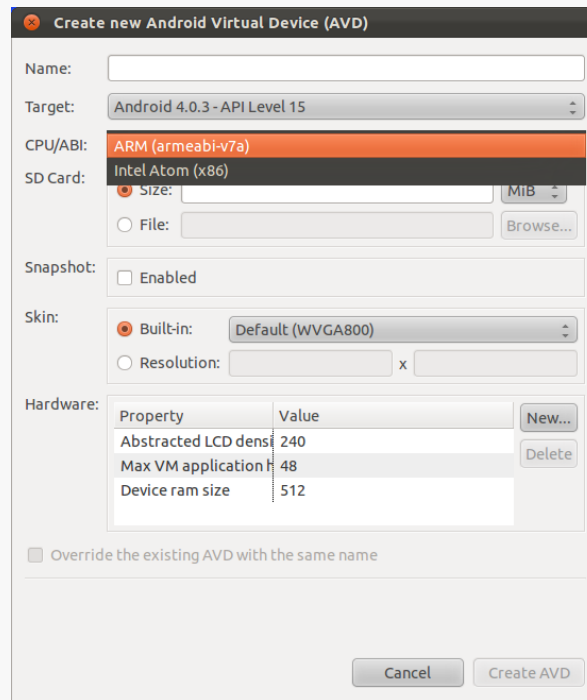 Create new Android Virtual Device (AVD)
Name:
Target: Android 4.0.3 - API Level 15
CPU/ABI: ARM (armeabi-v7a)
Intel Atom (x86)
SD Card:
Size: MiB
File: Browse...
Snapshot:
Enabled
Skin:
Built-in: Default (WVGA800)
Resolution: x
Hardware:
Property Value New...
Abstracted LCD densi 240
Delete
Max VM application h 48
Device ram size 512
Override the existing AVD with the same name
Cancel Create AVD